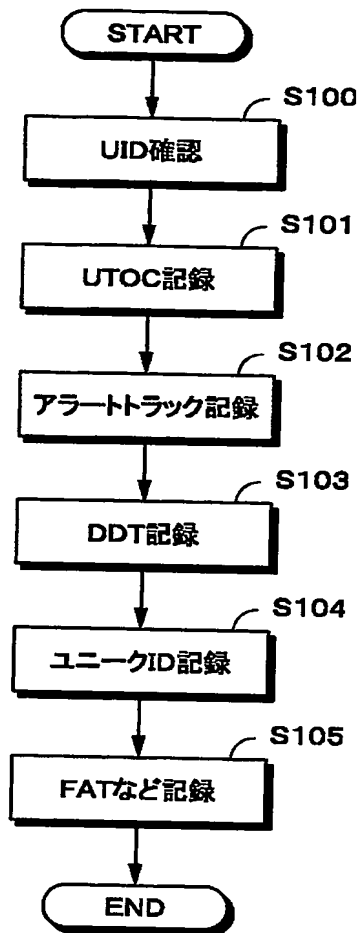 START
S100
UID確認
S101
UTOC記録
S102
アラートトラック記録
S103
DDT記録
S104
ユニークID記録
S105
FATなど記録
END